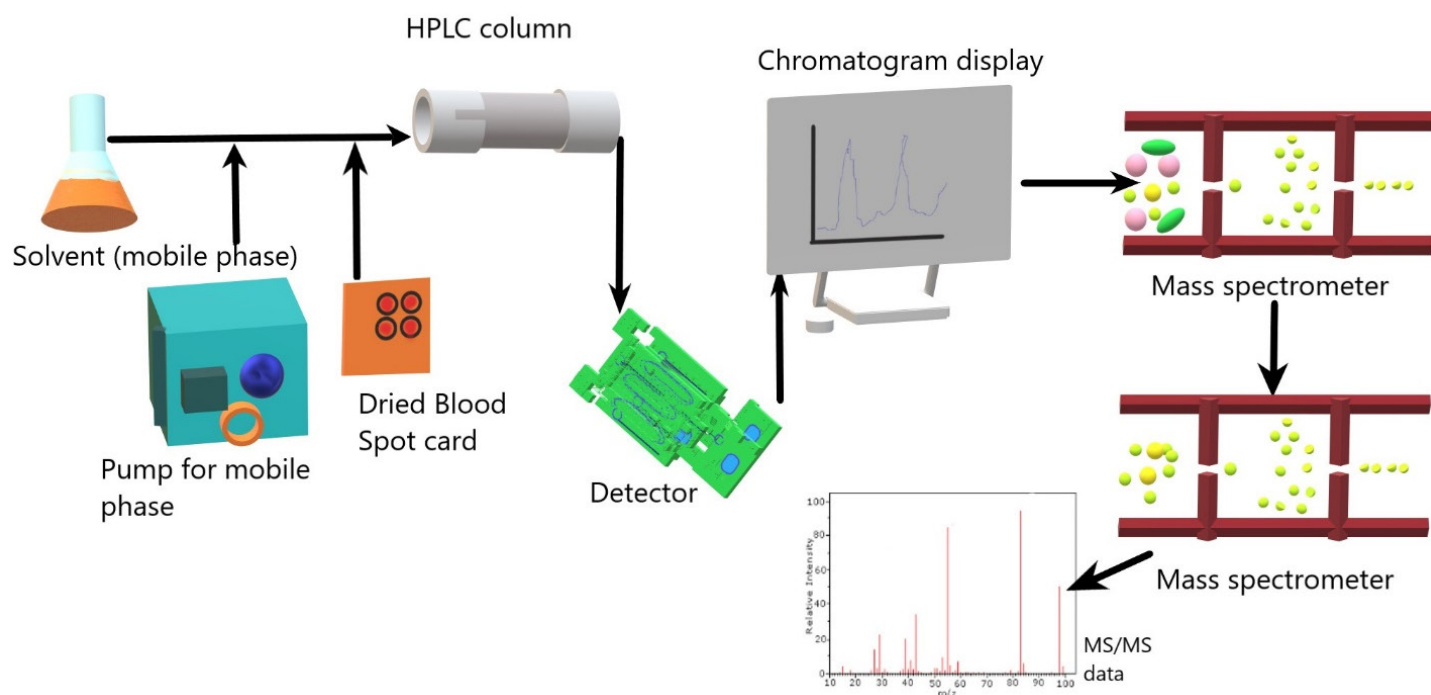 HPLC column
Chromatogram display
Solvent (mobile phase)
Pump for mobile
phase
Dried Blood
Spot card
Detector
Mass spectrometer
Mass spectrometer
Relative Intensity
100
80
60
40
20
0
10 20 30 40 50 60 70 80 90 100
m/z
MS/MS
data